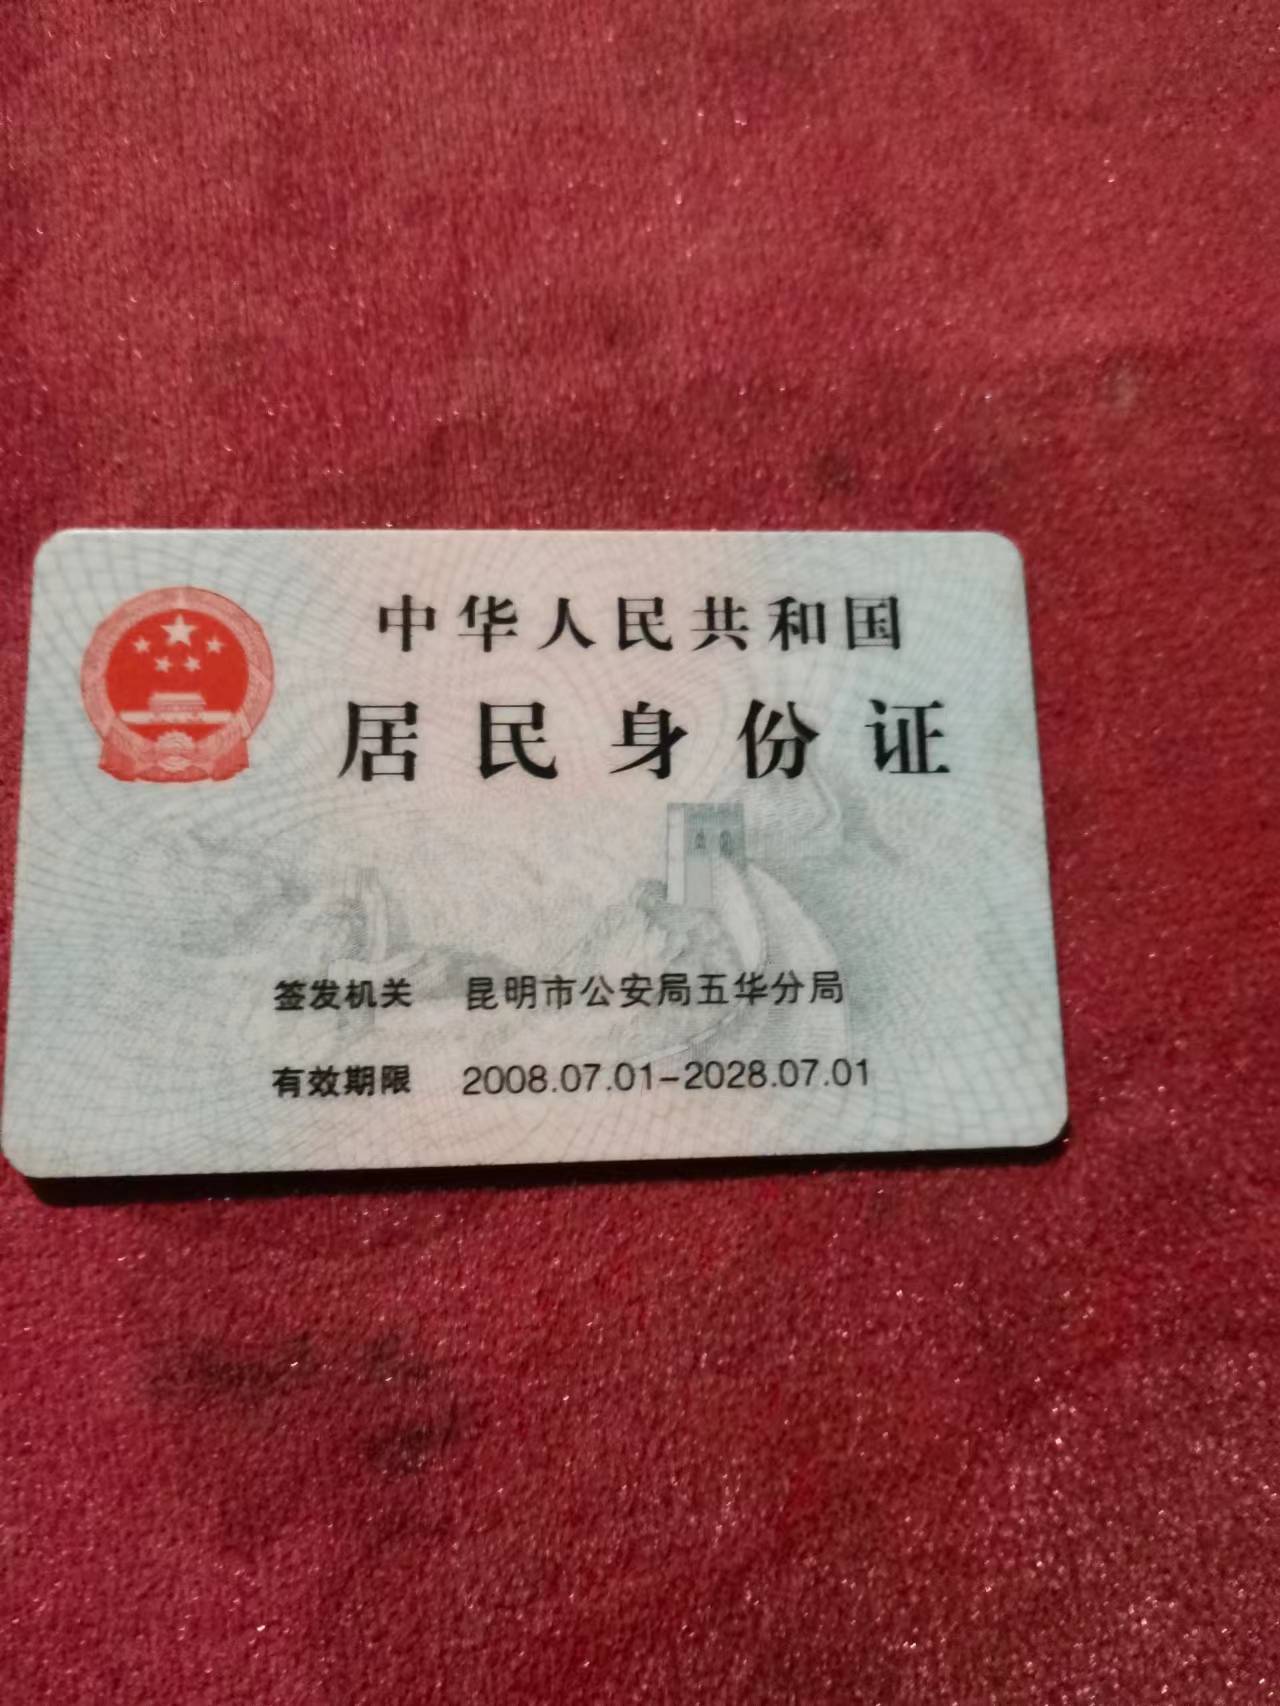 中华人民共和国
居民身份证
签发机关 昆明市公安局五华分局
有效期限 2008.07.01-2028.07.01